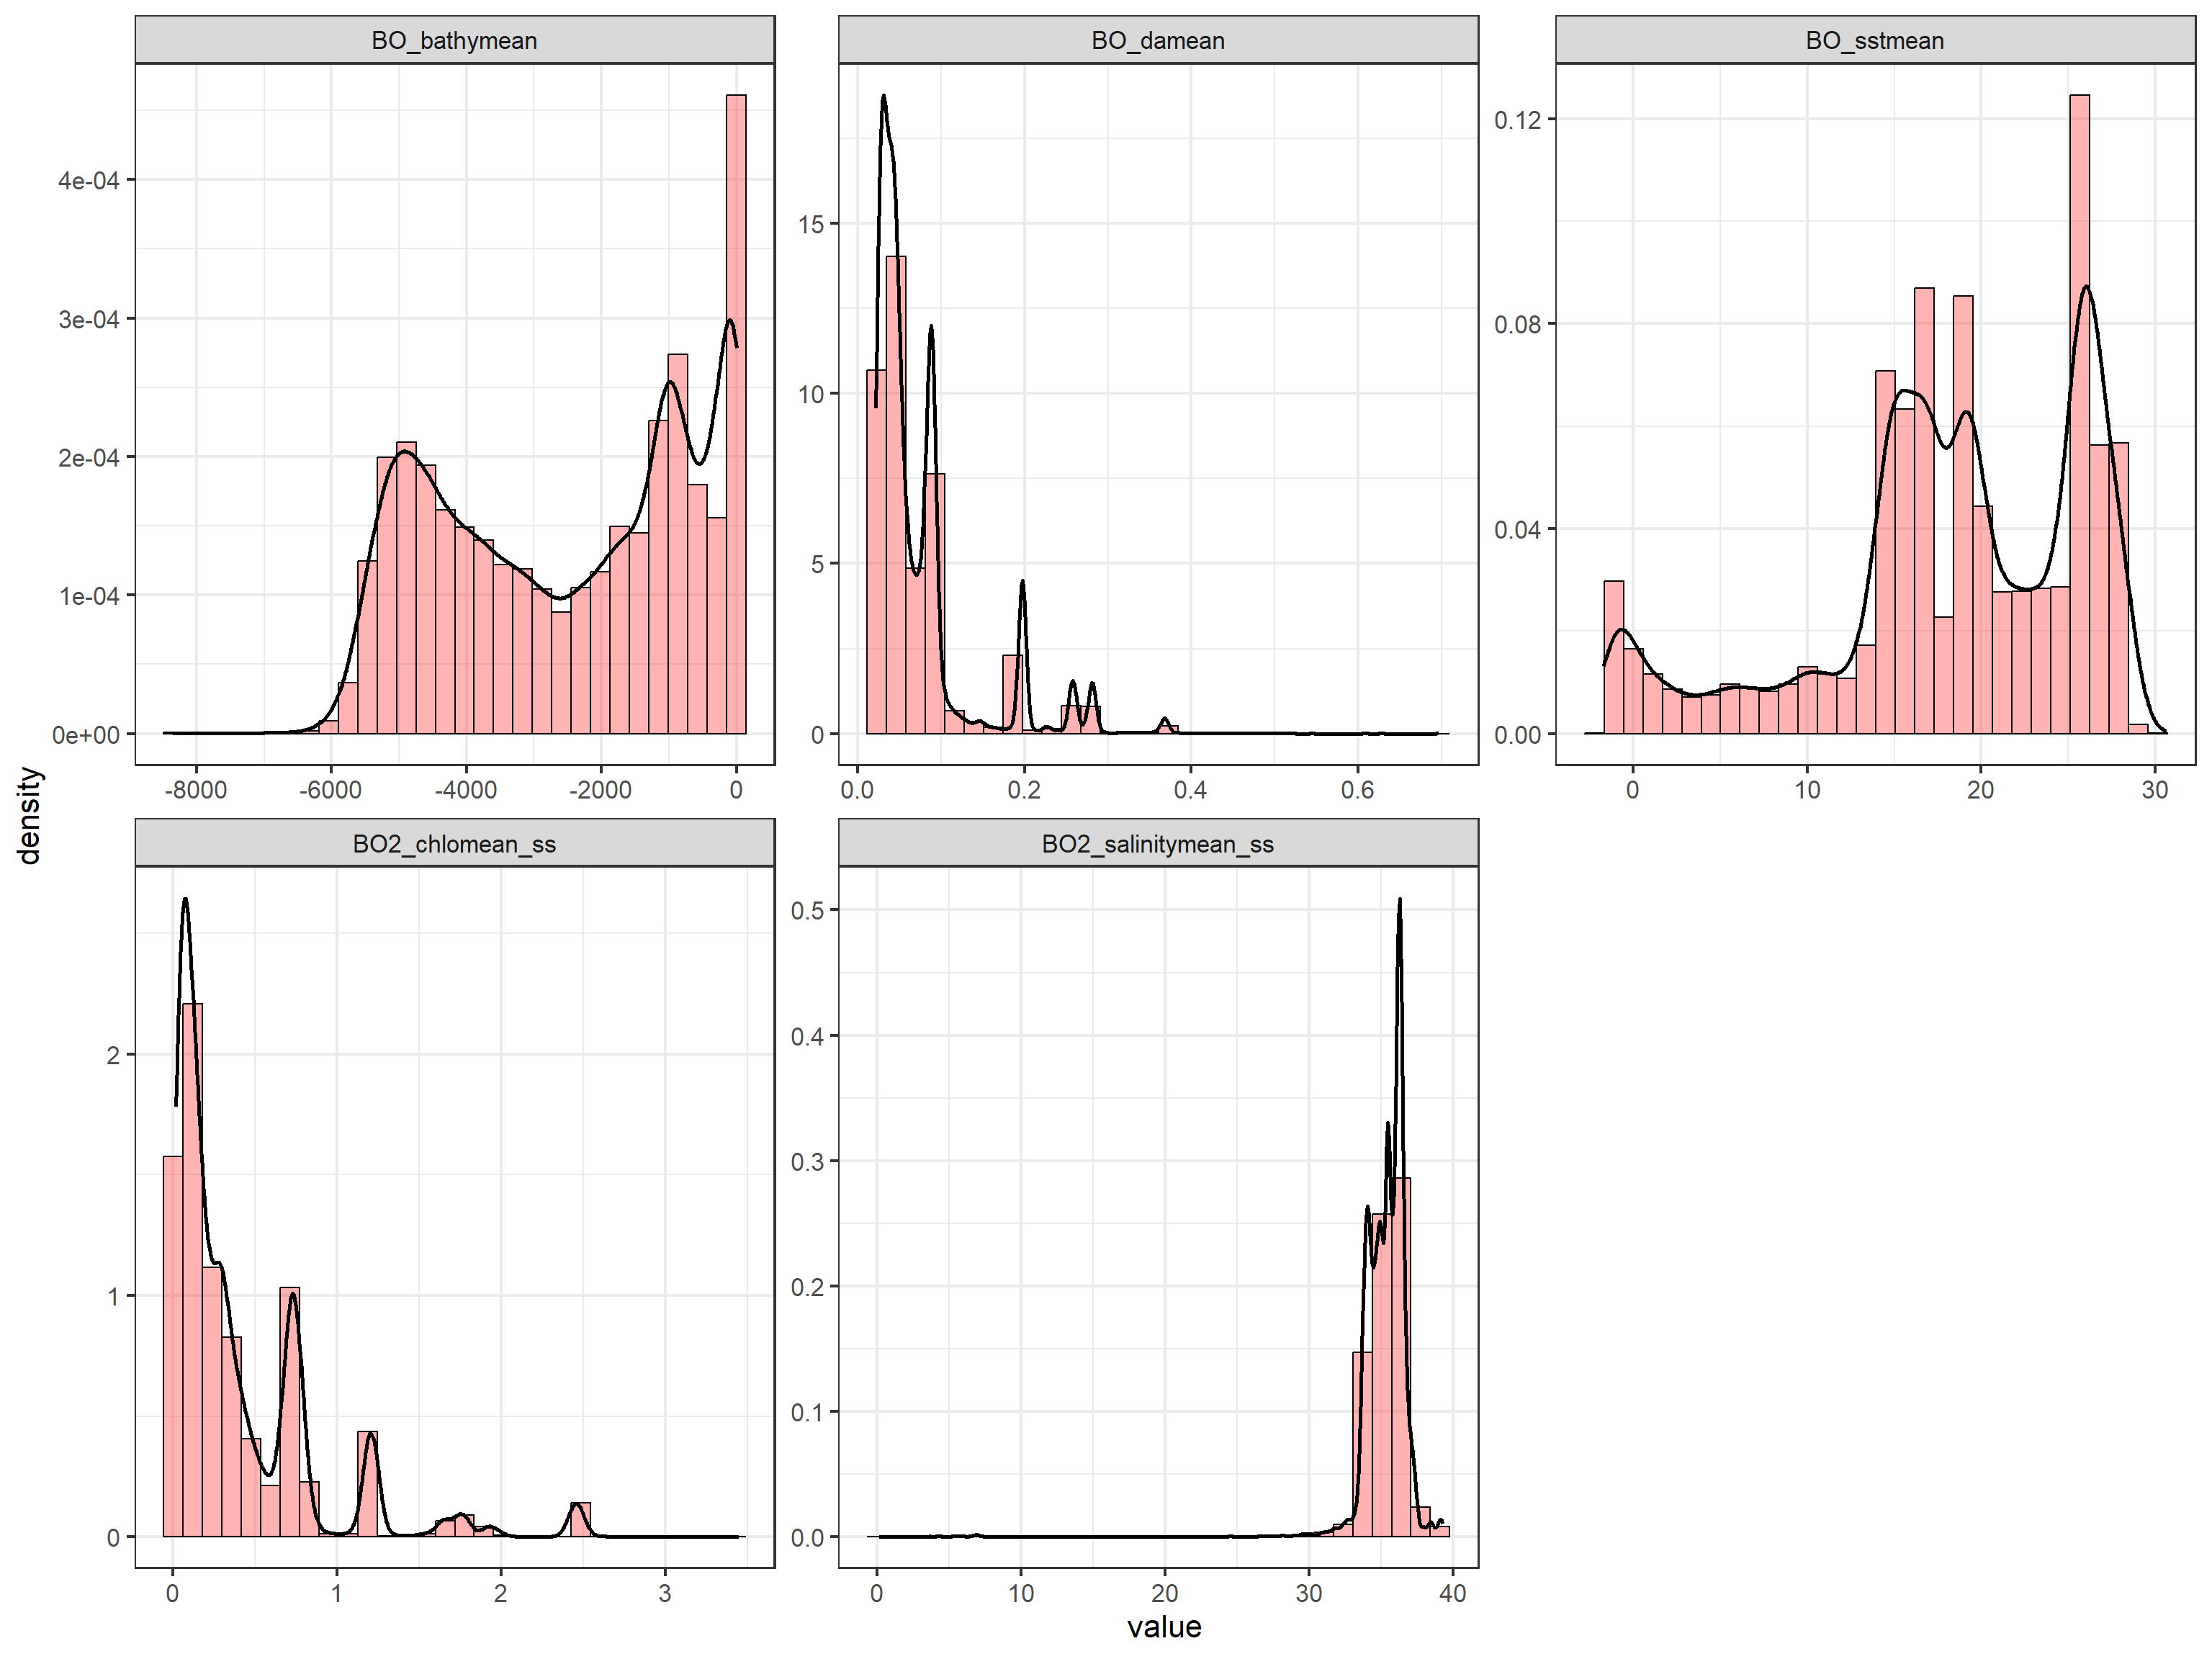 BO_bathymean
BO_damean
BO_sstmean
4e-04
3e-04
2e-04
1e-04
0e+00
-8000 -6000 -4000 -2000 0
15
10
5
0
0.0 0.2 0.4 0.6
0.12
0.08
0.04
0.00
0 10 20 30
density
BO2_chlomean_ss
BO2_salinitymean_ss
2
1
0
0 1 2 3
0.5
0.4
0.3
0.2
0.1
0.0
0 10 20 30 40
value